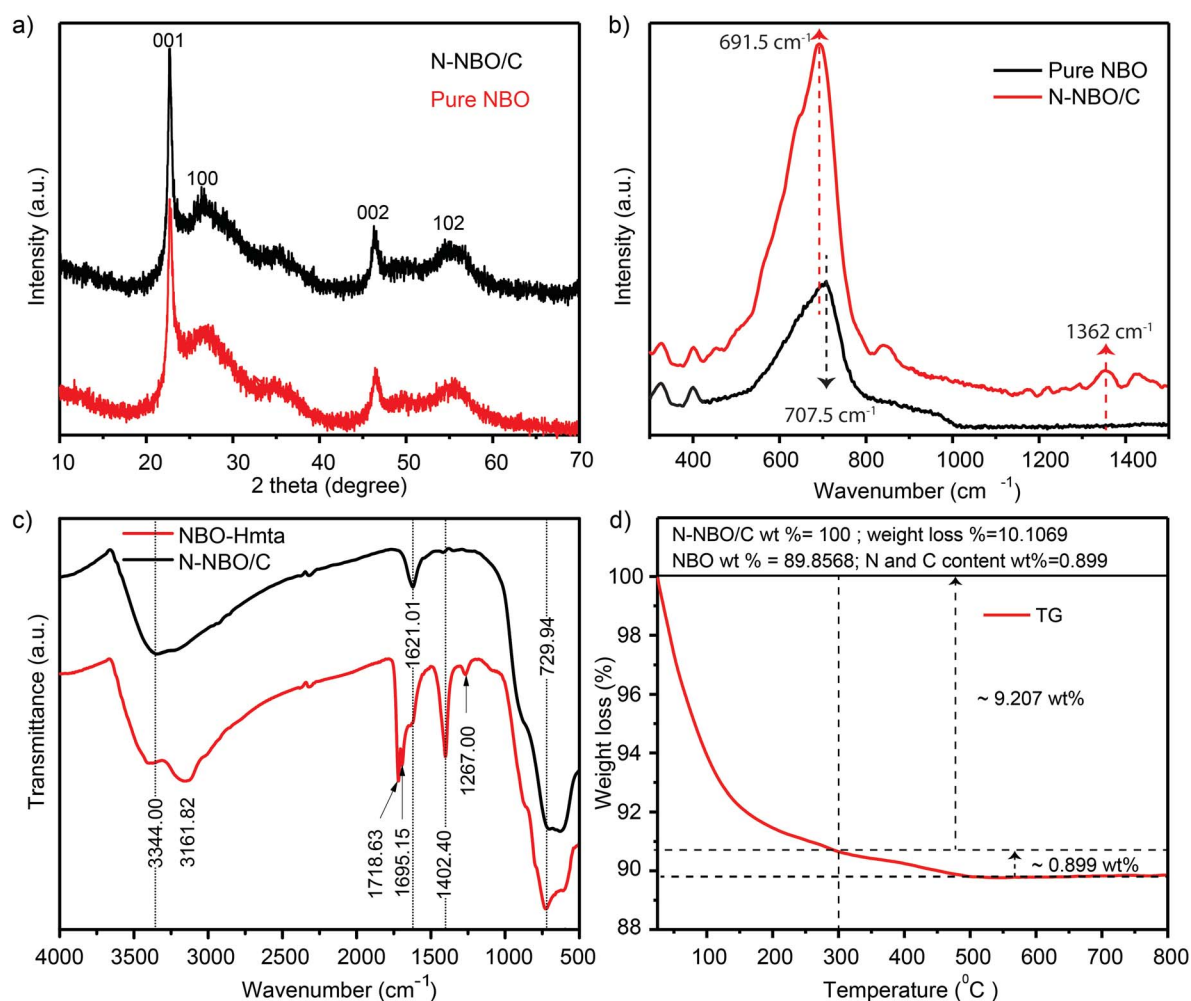 a)
001
N-NBO/C
Pure NBO
100
002
102
Intensity (a.u.)
10 20 30 40 50 60 70
2 theta (degree)
b)
691.5 cm⁻¹
Pure NBO
N-NBO/C
1362 cm⁻¹
707.5 cm⁻¹
Intensity (a.u.)
400 600 800 1000 1200 1400
Wavenumber (cm ⁻¹)
c)
NBO-Hmta
N-NBO/C
1621.01
729.94
3344.00
3161.82
1718.63
1695.15
1402.40
1267.00
Transmittance (a.u.)
4000 3500 3000 2500 2000 1500 1000 500
Wavenumber (cm⁻¹)
d)
N-NBO/C wt %= 100 ; weight loss %=10.1069
NBO wt % = 89.8568; N and C content wt%=0.899
TG
~ 9.207 wt%
~ 0.899 wt%
Weight loss (%)
100
98
96
94
92
90
88
100 200 300 400 500 600 700 800
Temperature (⁰C )